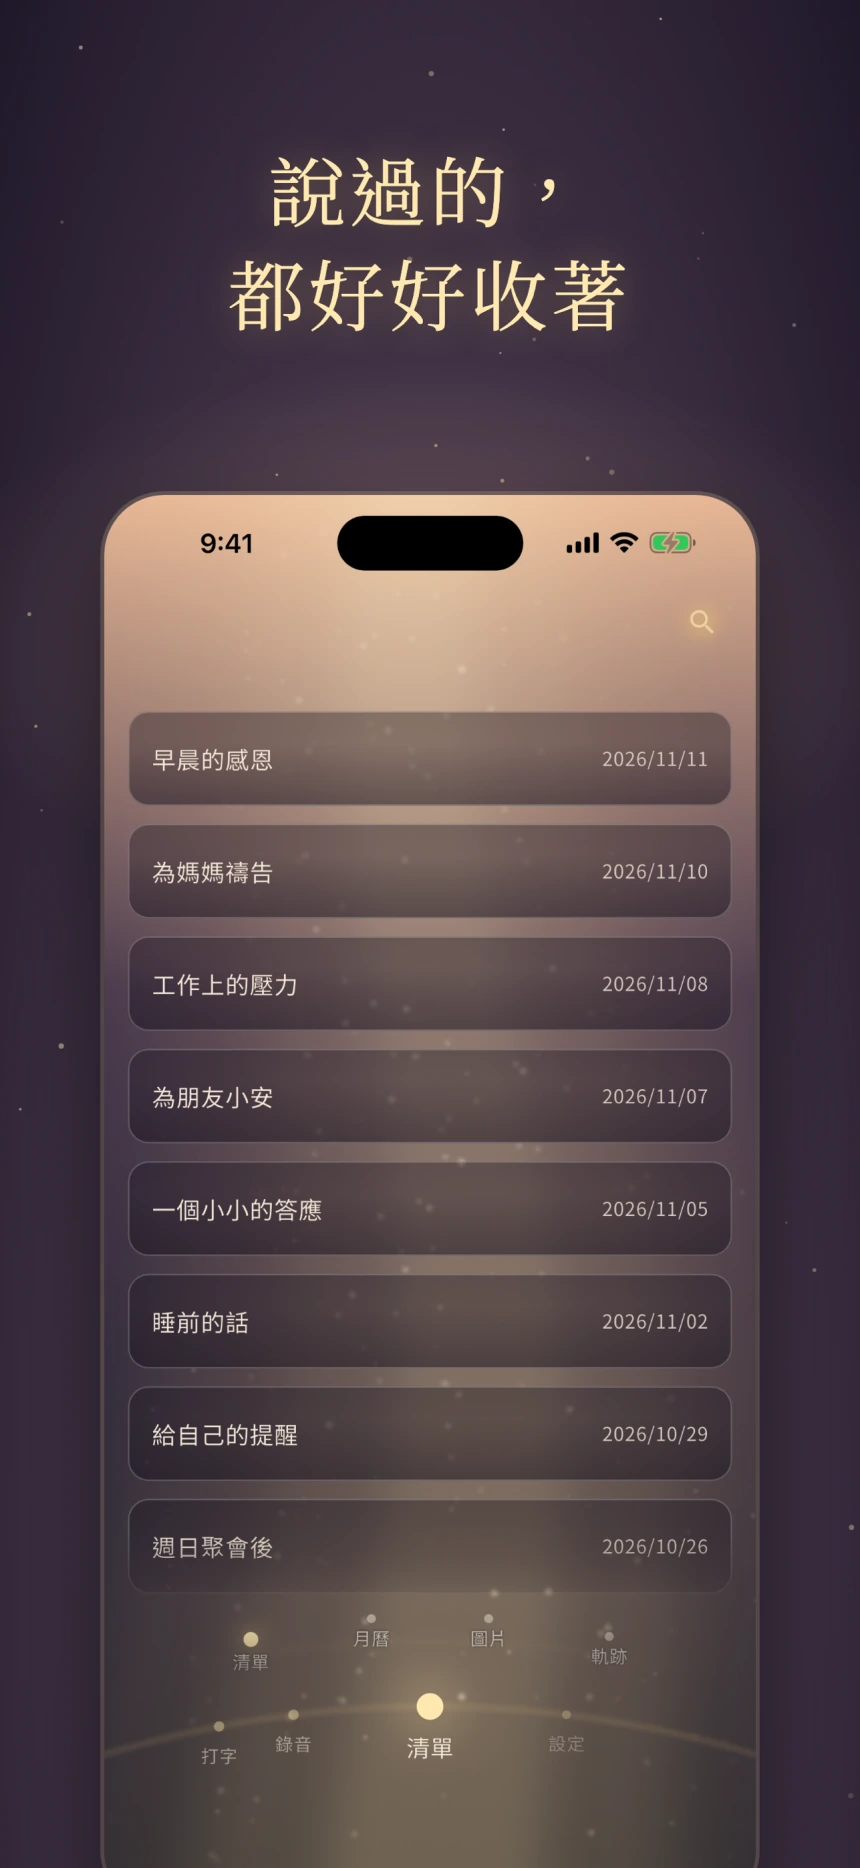 說過的，
都好好收著
9:41
早晨的感恩 2026/11/11
為媽媽禱告 2026/11/10
工作上的壓力 2026/11/08
為朋友小安 2026/11/07
一個小小的答應 2026/11/05
睡前的話 2026/11/02
給自己的提醒 2026/10/29
週日聚會後 2026/10/26
清單 月曆 圖片 軌跡
打字 錄音 清單 設定